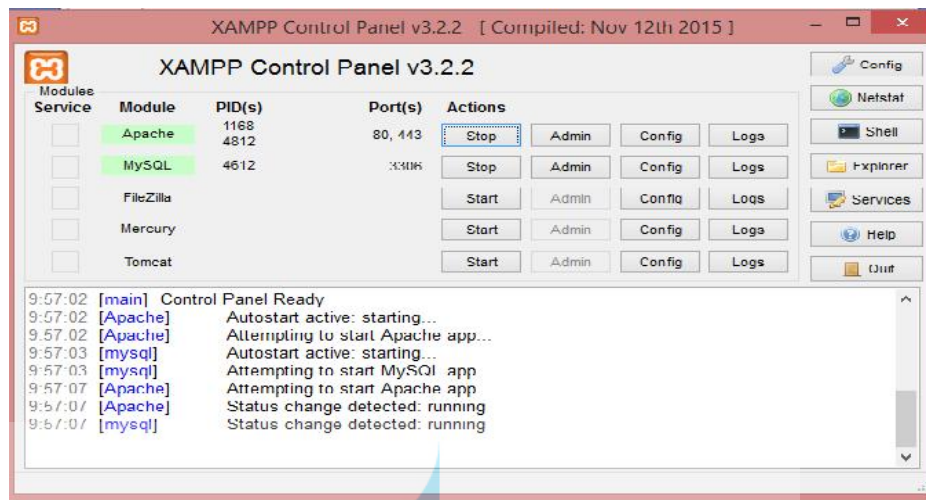 XAMPP Control Panel v3.2.2 [ Compiled: Nov 12th 2015 ]
XAMPP Control Panel v3.2.2
Config
Modules
Service Module PID(s) Port(s) Actions
Netstat
Apache 1168 4812 80, 443 Stop Admin Config Logs
Shell
MySQL 4612 3306 Stop Admin Config Logs
Explorer
FileZilla Start Admin Config Logs
Services
Mercury Start Admin Config Logs
Help
Tomcat Start Admin Config Logs
Quit
9:57:02 [main] Control Panel Ready
9:57:02 [Apache] Autostart active: starting...
9:57:02 [Apache] Attempting to start Apache app...
9:57:03 [mysql] Autostart active: starting...
9:57:03 [mysql] Attempting to start MySQL app
9:57:07 [Apache] Attempting to start Apache app
9:57:07 [Apache] Status change detected: running
9:57:07 [mysql] Status change detected: running